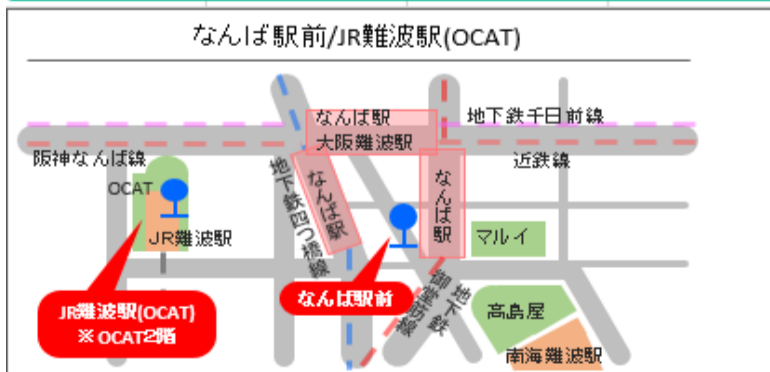 なんば駅前/JR難波駅(OCAT)
なんば駅
大阪難波駅
地下鉄千日前線
阪神なんば線
近鉄線
OCAT
JR難波駅
地下鉄四つ橋線
なんば駅
なんば駅
マルイ
なんば駅前
地下鉄
御堂筋線
JR難波駅(OCAT)
※OCAT2階
高島屋
南海難波駅